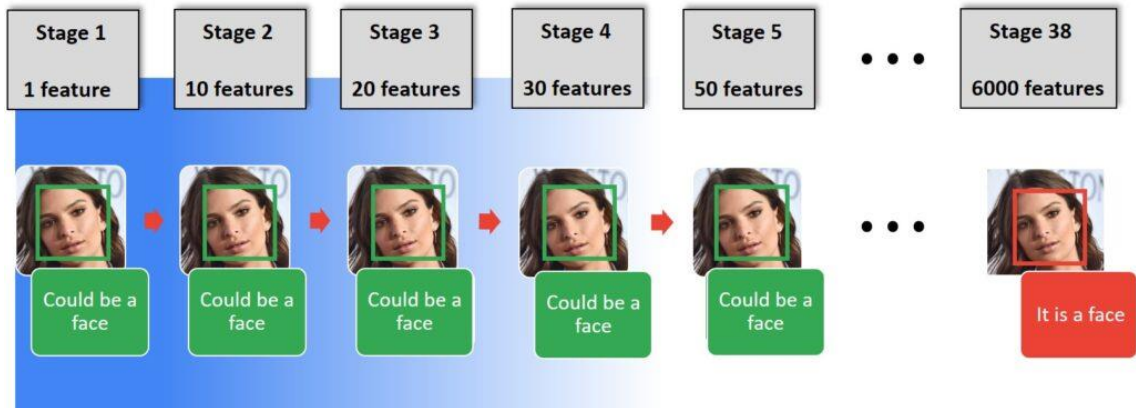 Stage 1
1 feature
Stage 2
10 features
Stage 3
20 features
Stage 4
30 features
Stage 5
50 features
Stage 38
6000 features
Could be a
face
Could be a
face
Could be a
face
Could be a
face
Could be a
face
It is a face